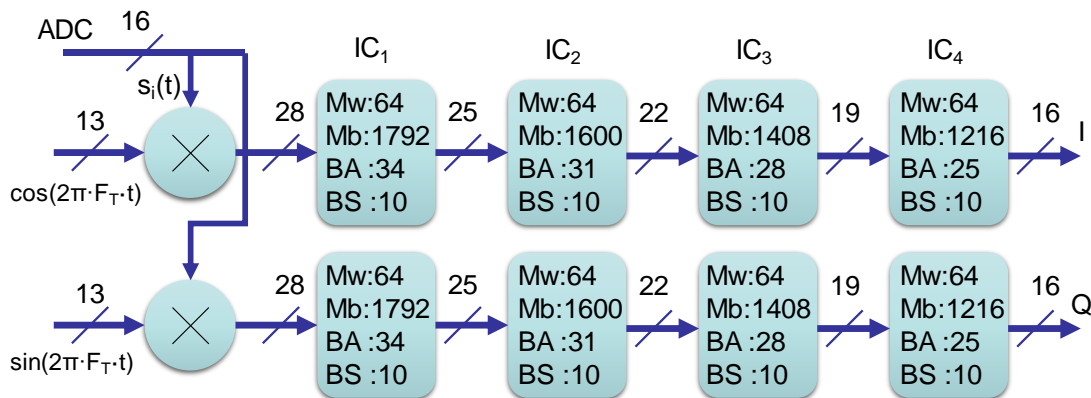 ADC
16
IC₁
IC₂
IC₃
IC₄
sᵢ(t)
13
28
Mw:64
Mb:1792
BA :34
BS :10
25
Mw:64
Mb:1600
BA :31
BS :10
22
Mw:64
Mb:1408
BA :28
BS :10
19
Mw:64
Mb:1216
BA :25
BS :10
16
I
cos(2π·F_T·t)
13
28
Mw:64
Mb:1792
BA :34
BS :10
25
Mw:64
Mb:1600
BA :31
BS :10
22
Mw:64
Mb:1408
BA :28
BS :10
19
Mw:64
Mb:1216
BA :25
BS :10
16
Q
sin(2π·F_T·t)